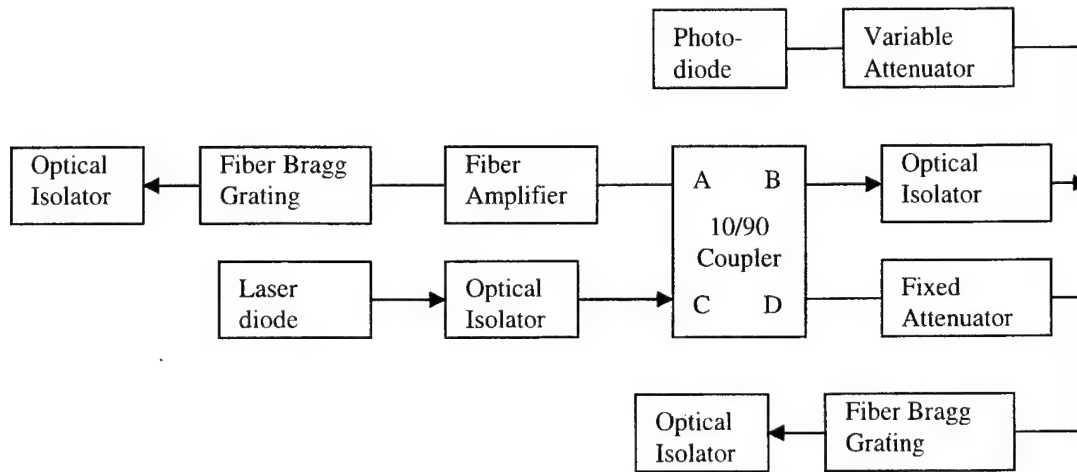 Photo-
diode
Variable
Attenuator
Optical
Isolator
Fiber Bragg
Grating
Fiber
Amplifier
A B
10/90
Coupler
C D
Optical
Isolator
Laser
diode
Optical
Isolator
Fixed
Attenuator
Optical
Isolator
Fiber Bragg
Grating